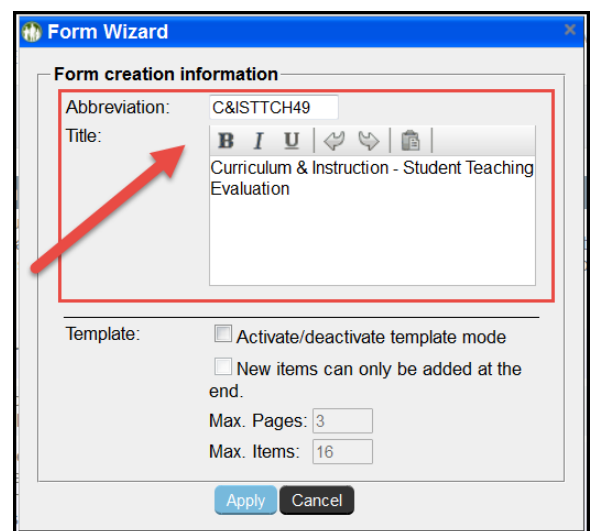 Form Wizard
Form creation information
Abbreviation: C&ISTTCH49
Title:
B I U
Curriculum & Instruction - Student Teaching
Evaluation
Template: Activate/deactivate template mode
New items can only be added at the
end.
Max. Pages: 3
Max. Items: 16
Apply Cancel